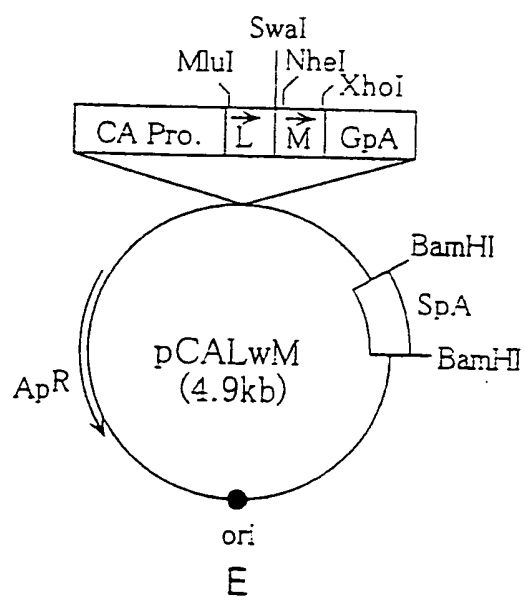 SwaI
MluI NheI
XhoI
CA Pro. L M GpA
BamHI
SpA
BamHI
pCALwM
(4.9kb)
ApR
ori
E